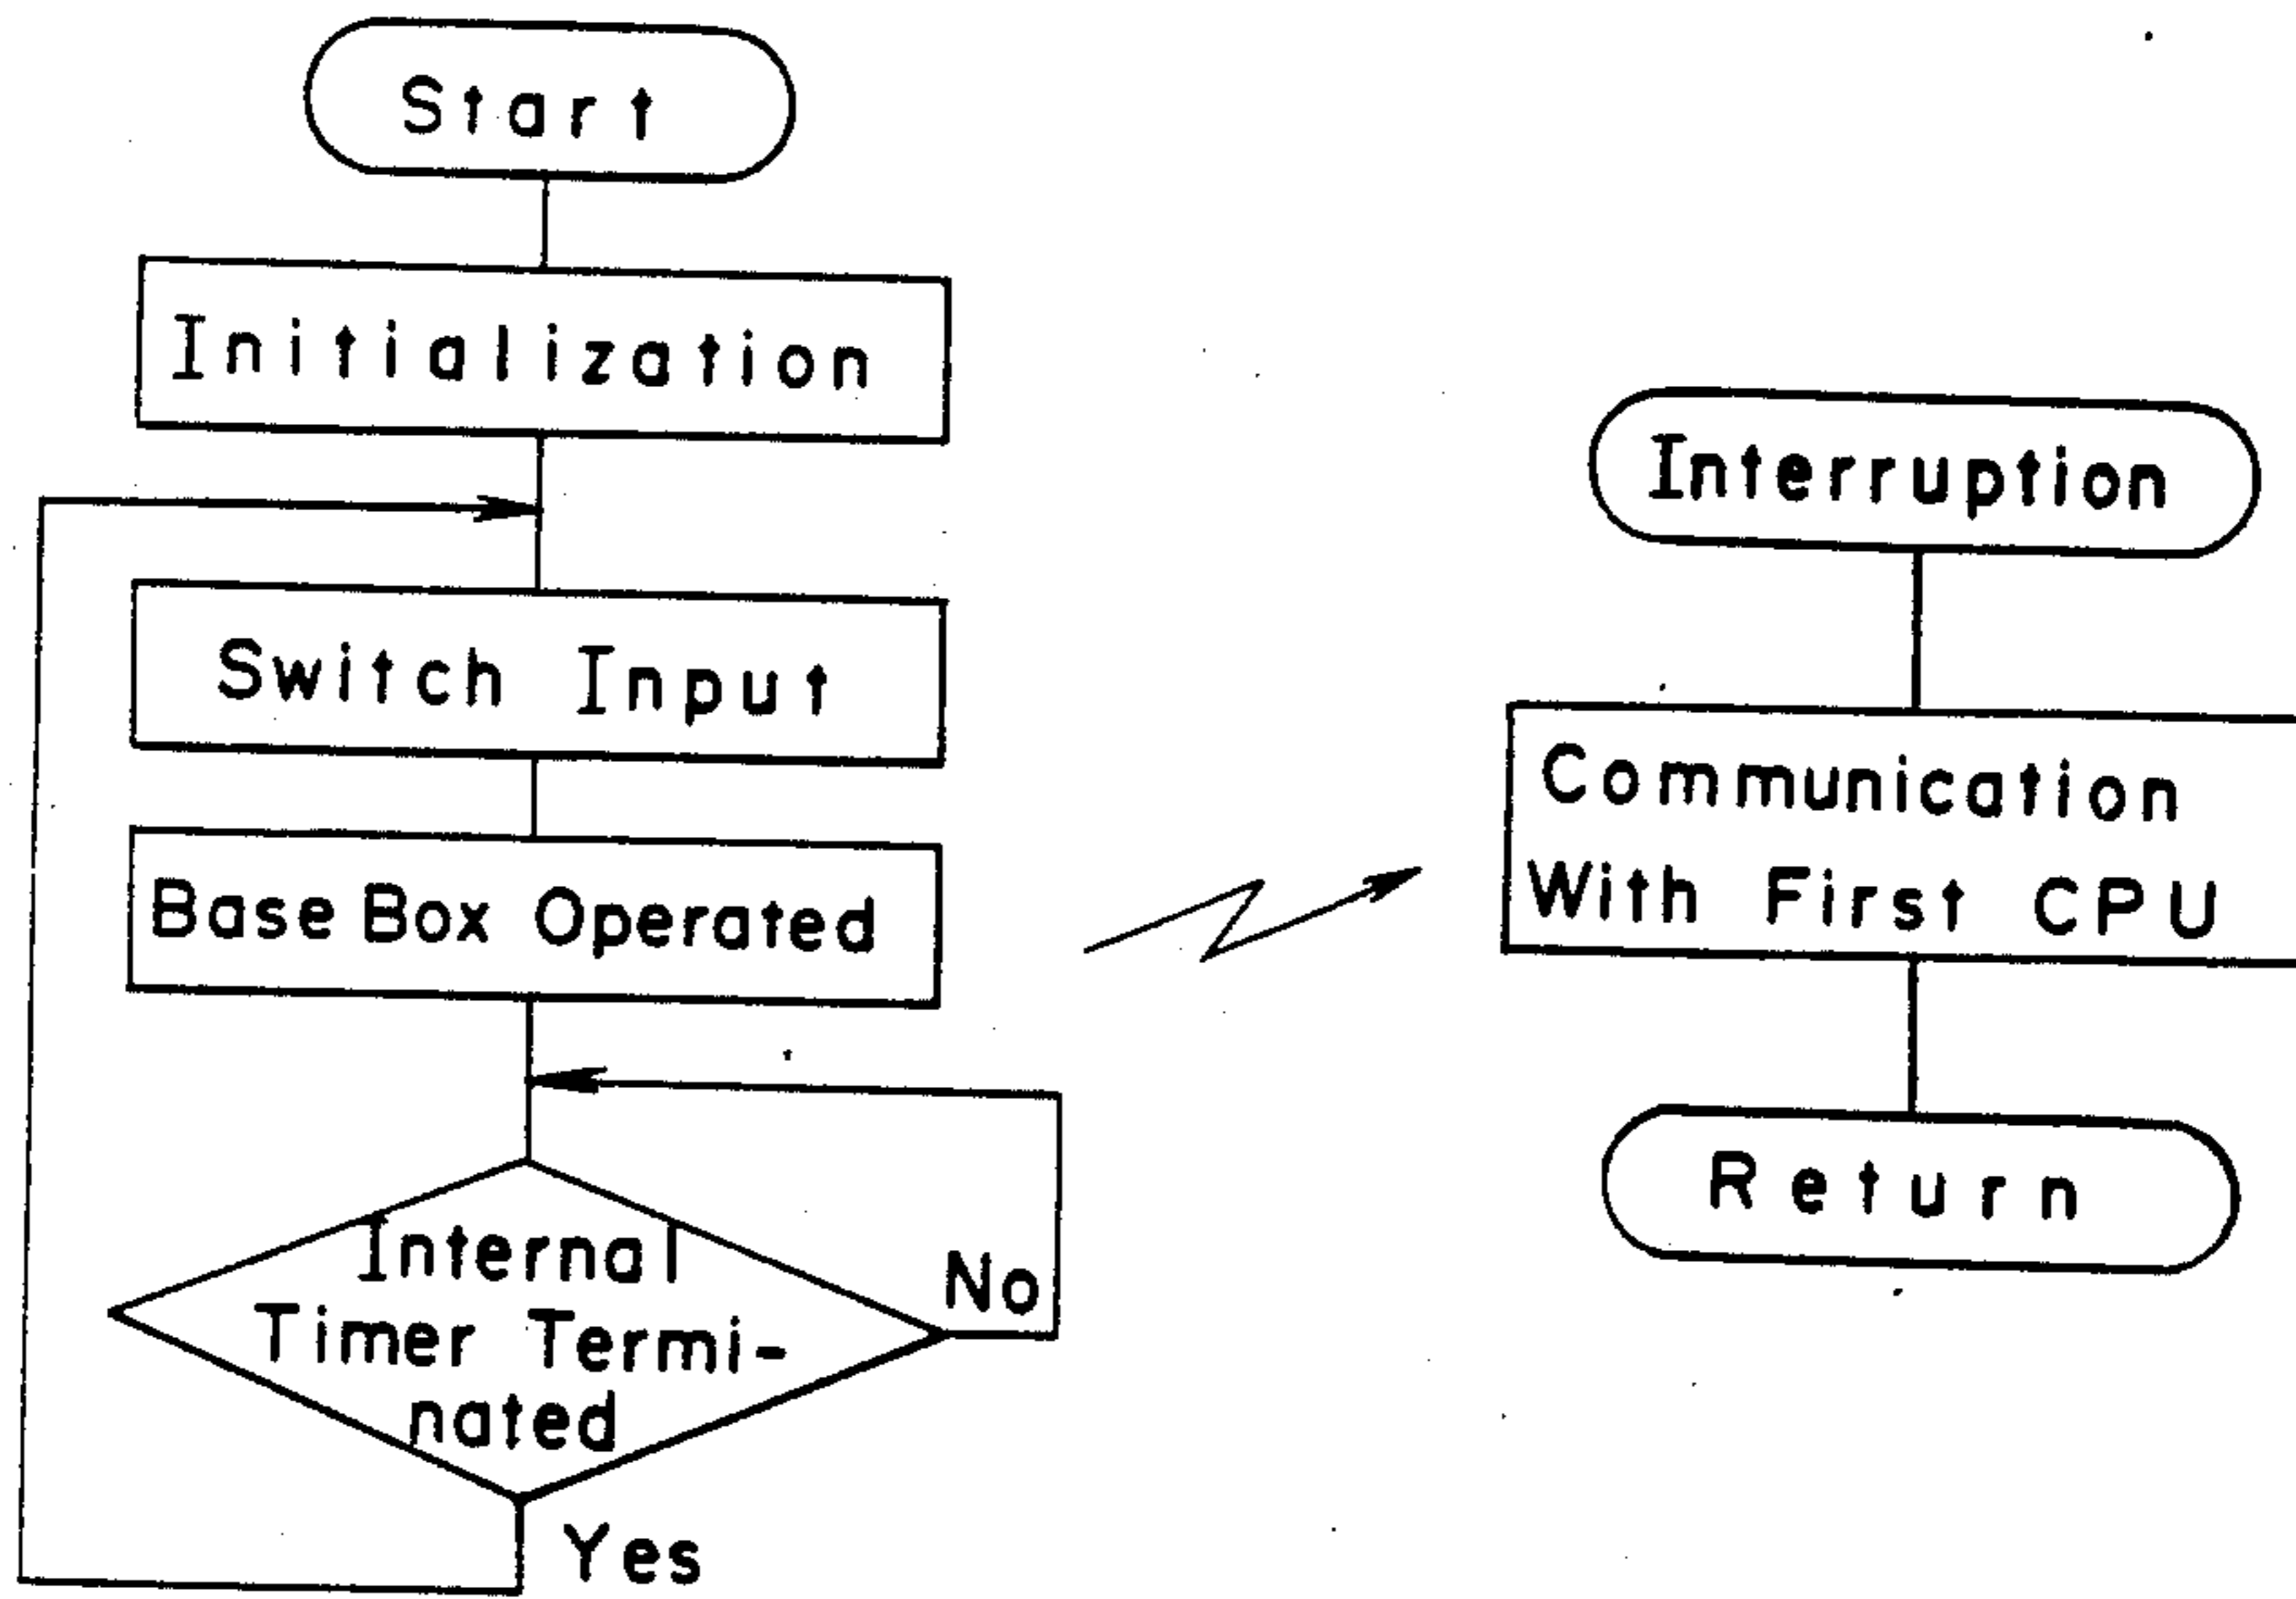 Start
Initialization
Switch Input
Base Box Operated
Internal
Timer Termi-
nated
No
Yes
Interruption
Communication
With First CPU
Return